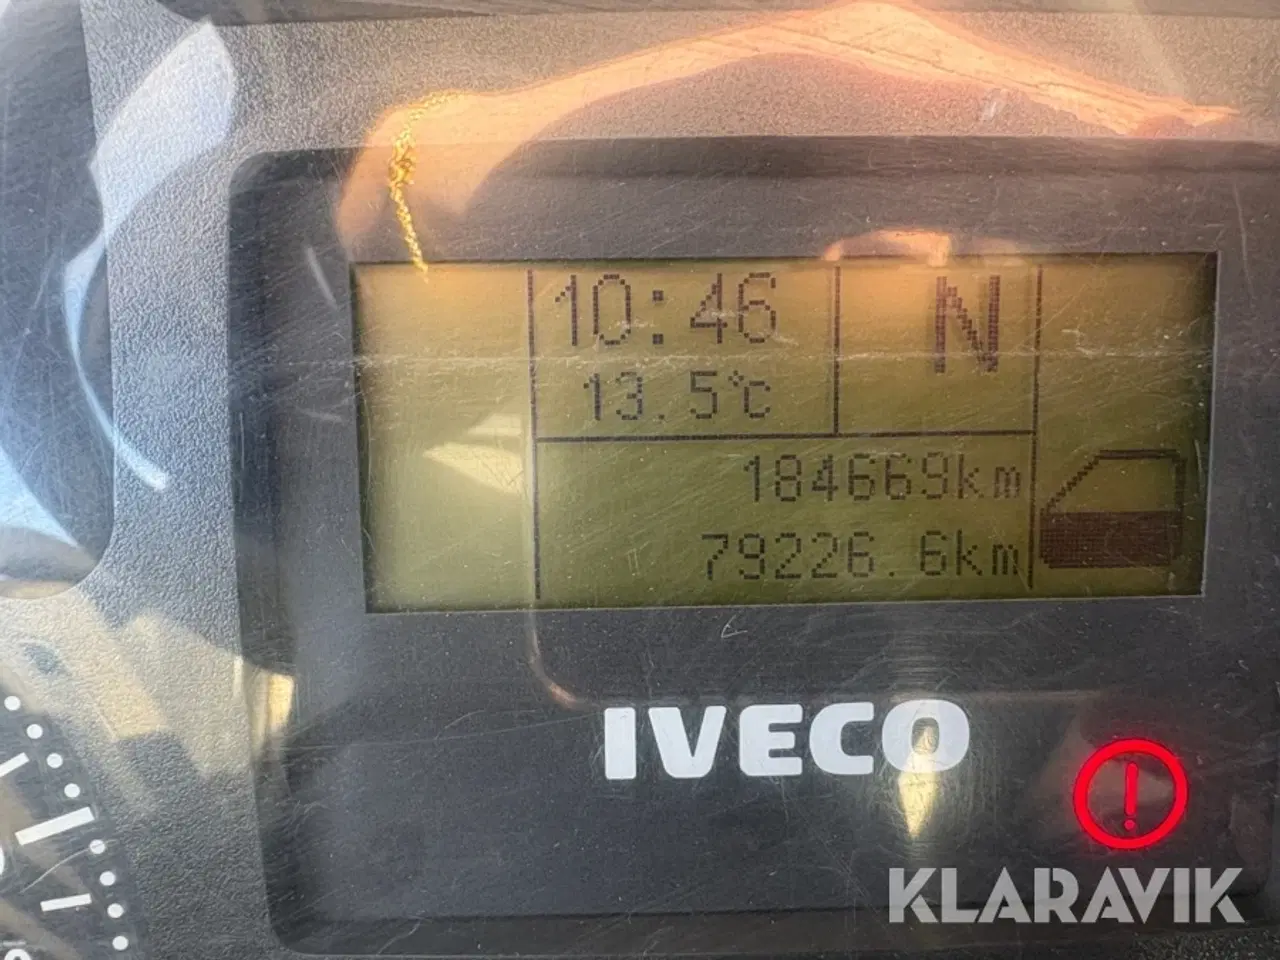 10:46
N
13.5°C
184669km
79226.6km
IVECO
!
KLARAVIK